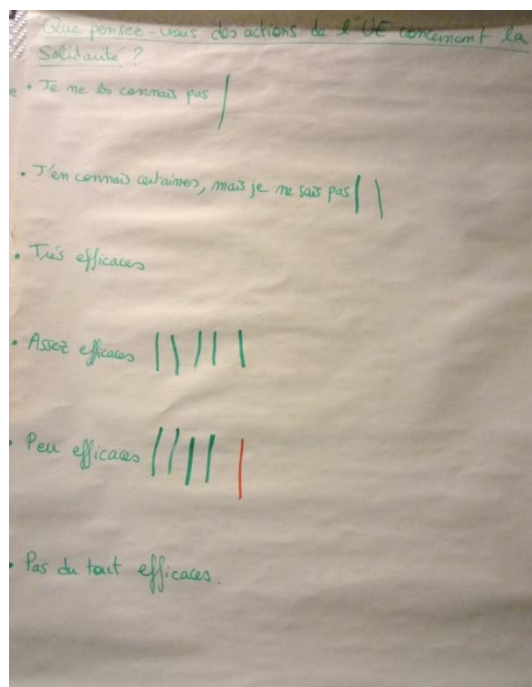 Que pensee-vous des actions de l'UE concernant la
Solidarité ?
• Je ne les connais pas |
• J'en connais certaines, mais je ne sais pas | |
• Très efficaces
• Assez efficaces | | | | |
• Peu efficaces | | | | |
• Pas du tout efficaces.